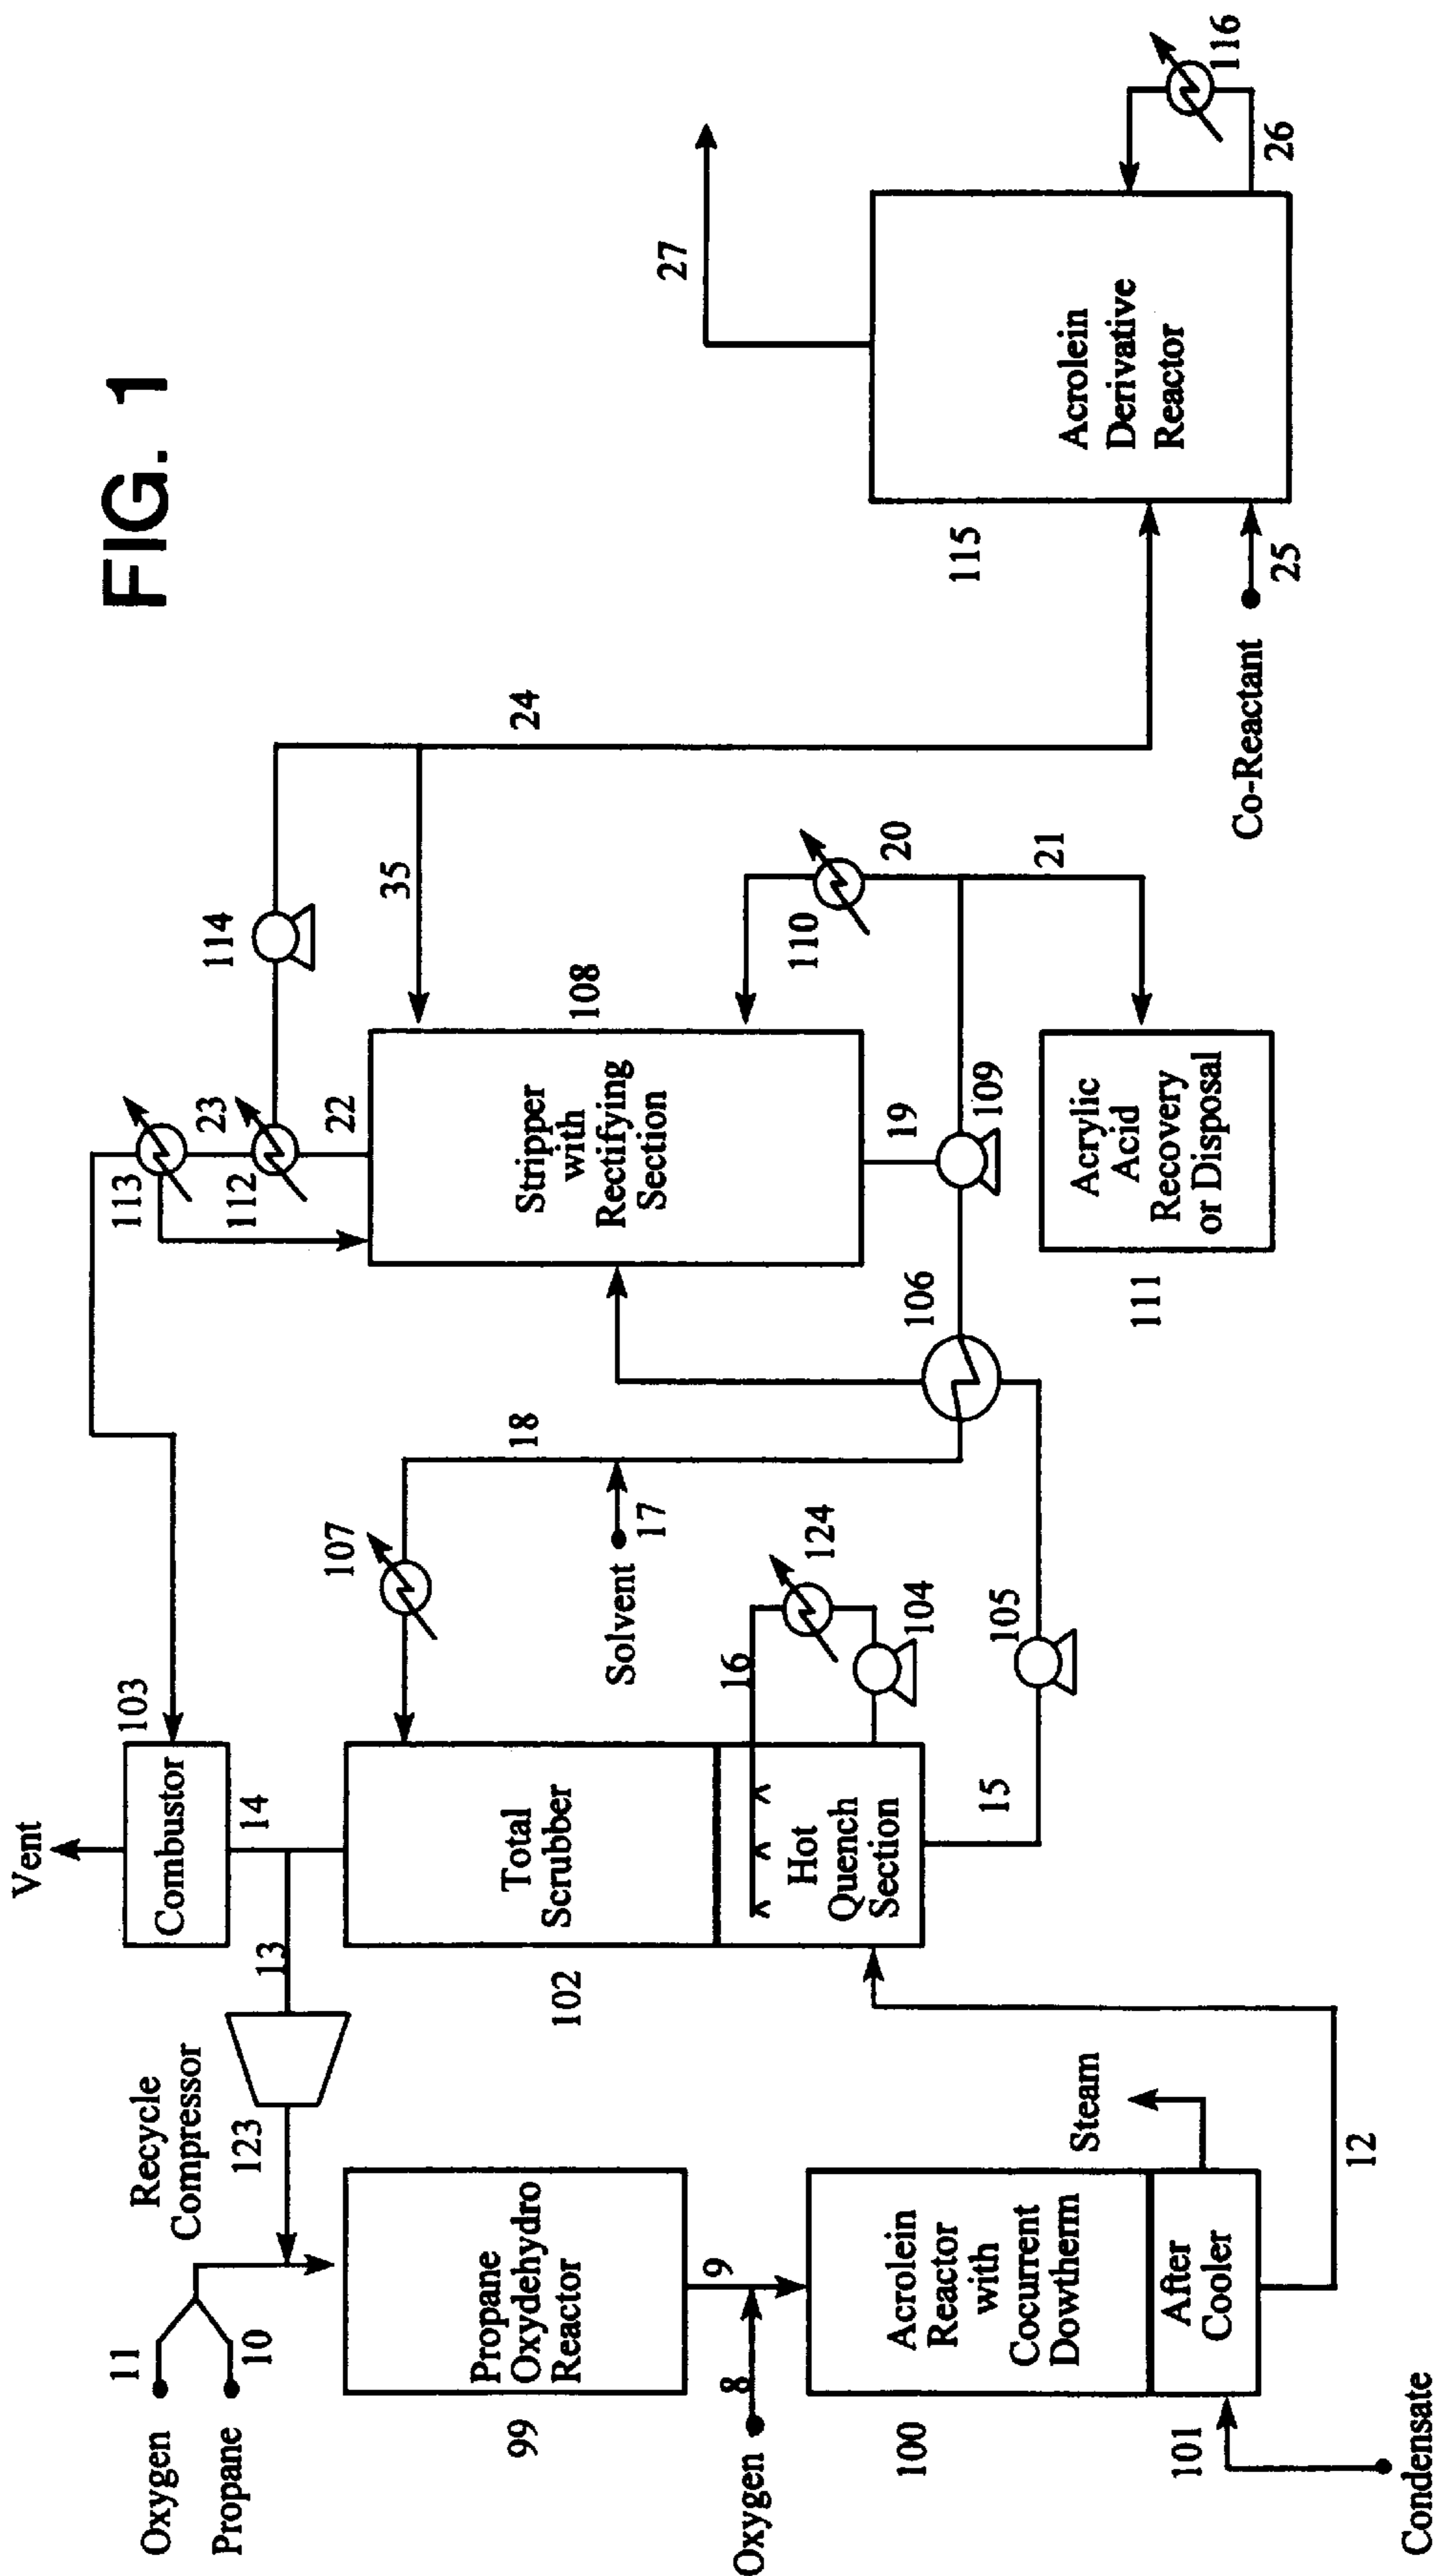 FIG. 1
Vent
Combustor
103
14
13
Recycle
Compressor
123
11
Oxygen
10
Propane
Propane
Oxydehydro
Reactor
99
9
8
Oxygen
Acrolein
Reactor
with
Cocurrent
Dowtherm
100
After
Cooler
101
Condensate
Steam
12
Total
Scrubber
102
Hot
Quench
Section
16
124
104
15
105
107
18
Solvent
17
106
113
23
112
22
114
Stripper
with
Rectifying
Section
108
35
24
110
20
19
109
21
Acrylic
Acid
Recovery
or Disposal
111
27
Acrolein
Derivative
Reactor
115
116
26
25
Co-Reactant